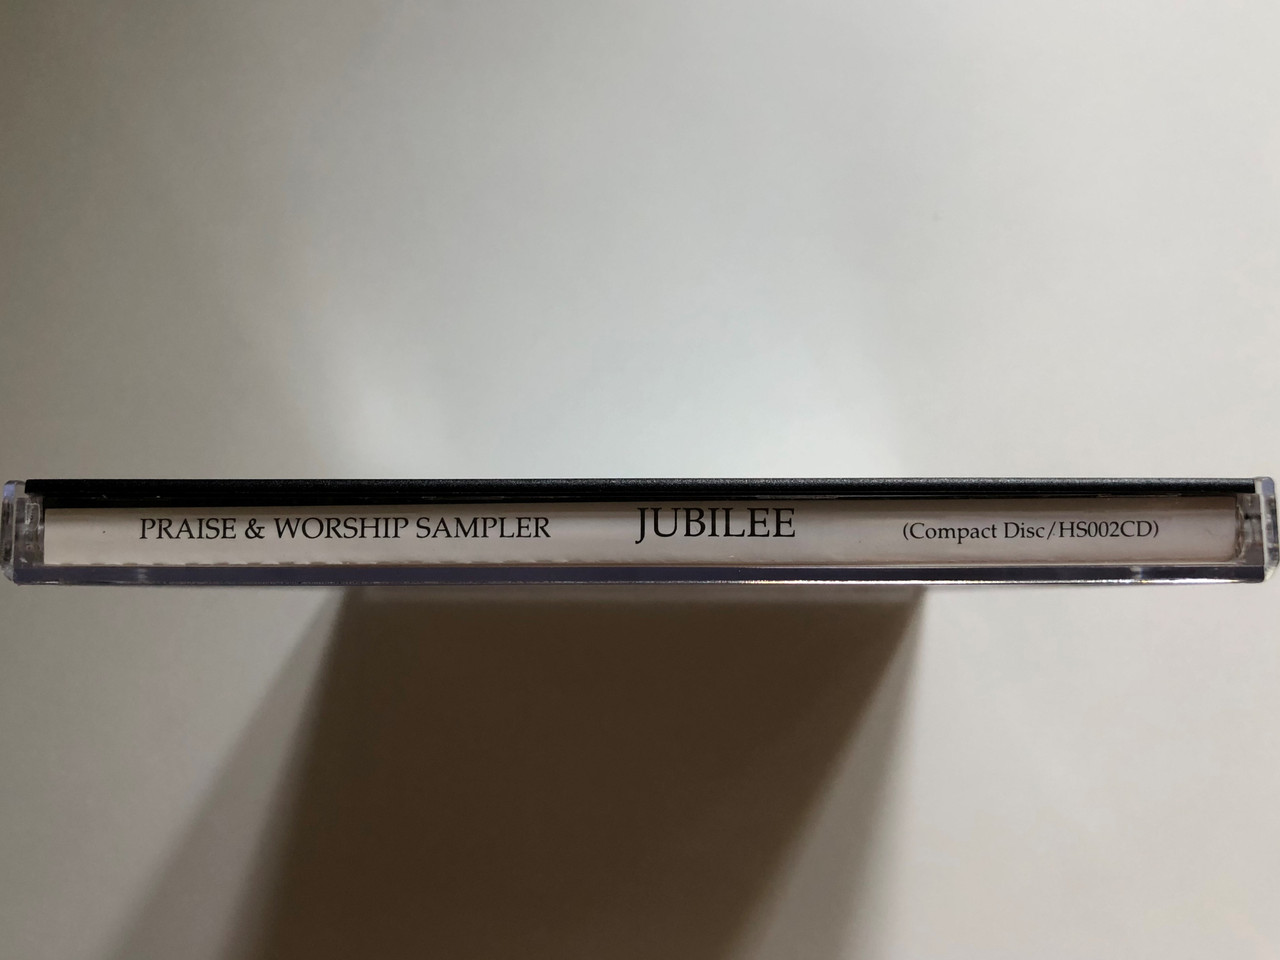 PRAISE & WORSHIP SAMPLER JUBILEE (Compact Disc/HS002CD)